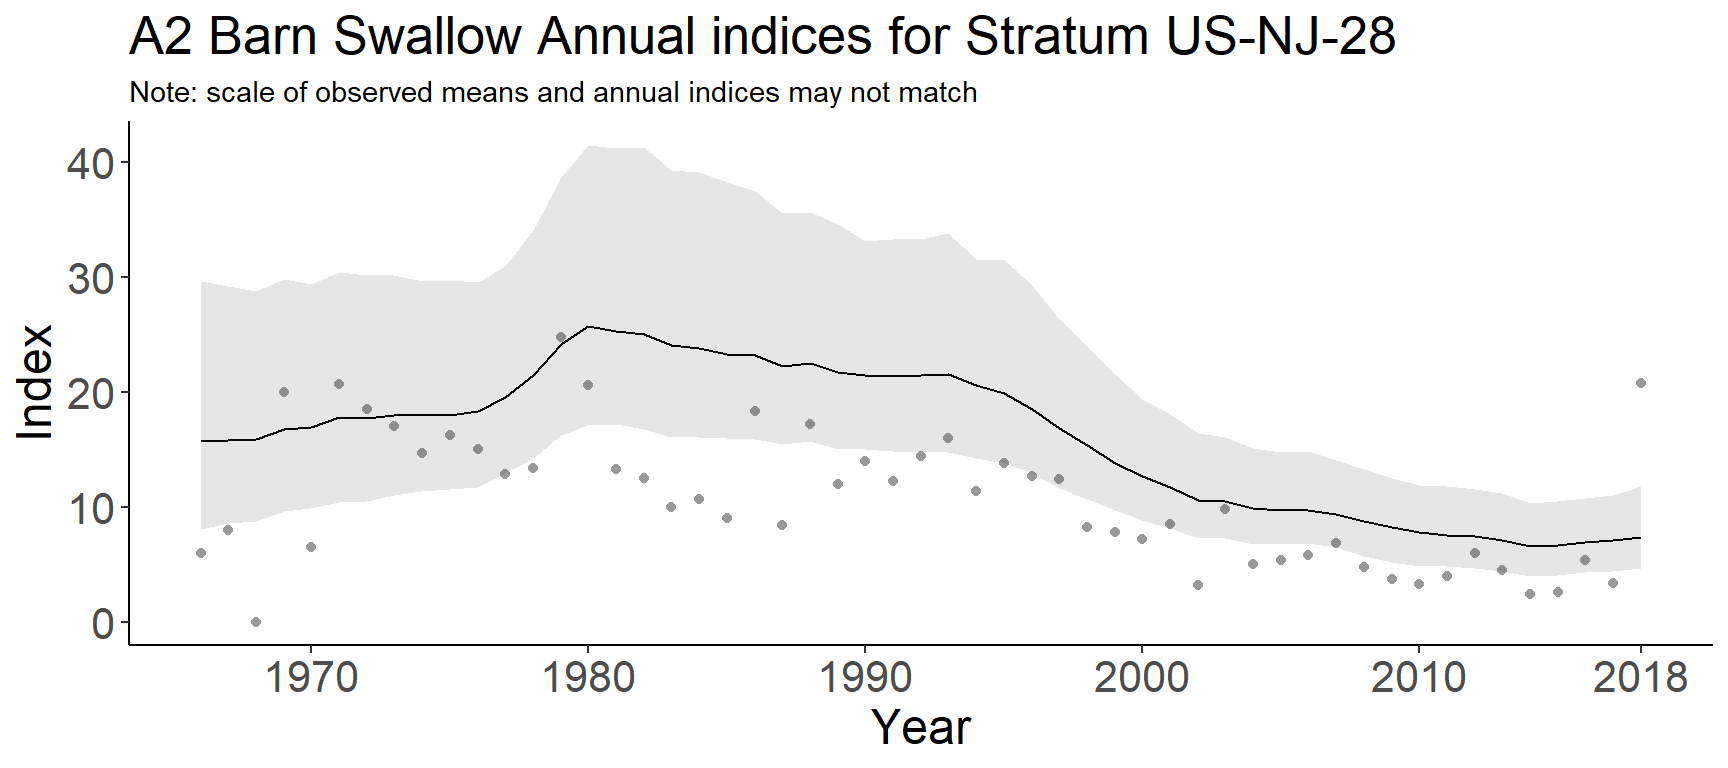 A2 Barn Swallow Annual indices for Stratum US-NJ-28
Note: scale of observed means and annual indices may not match
40
30
20
10
0
Index
1970 1980 1990 2000 2010 2018
Year